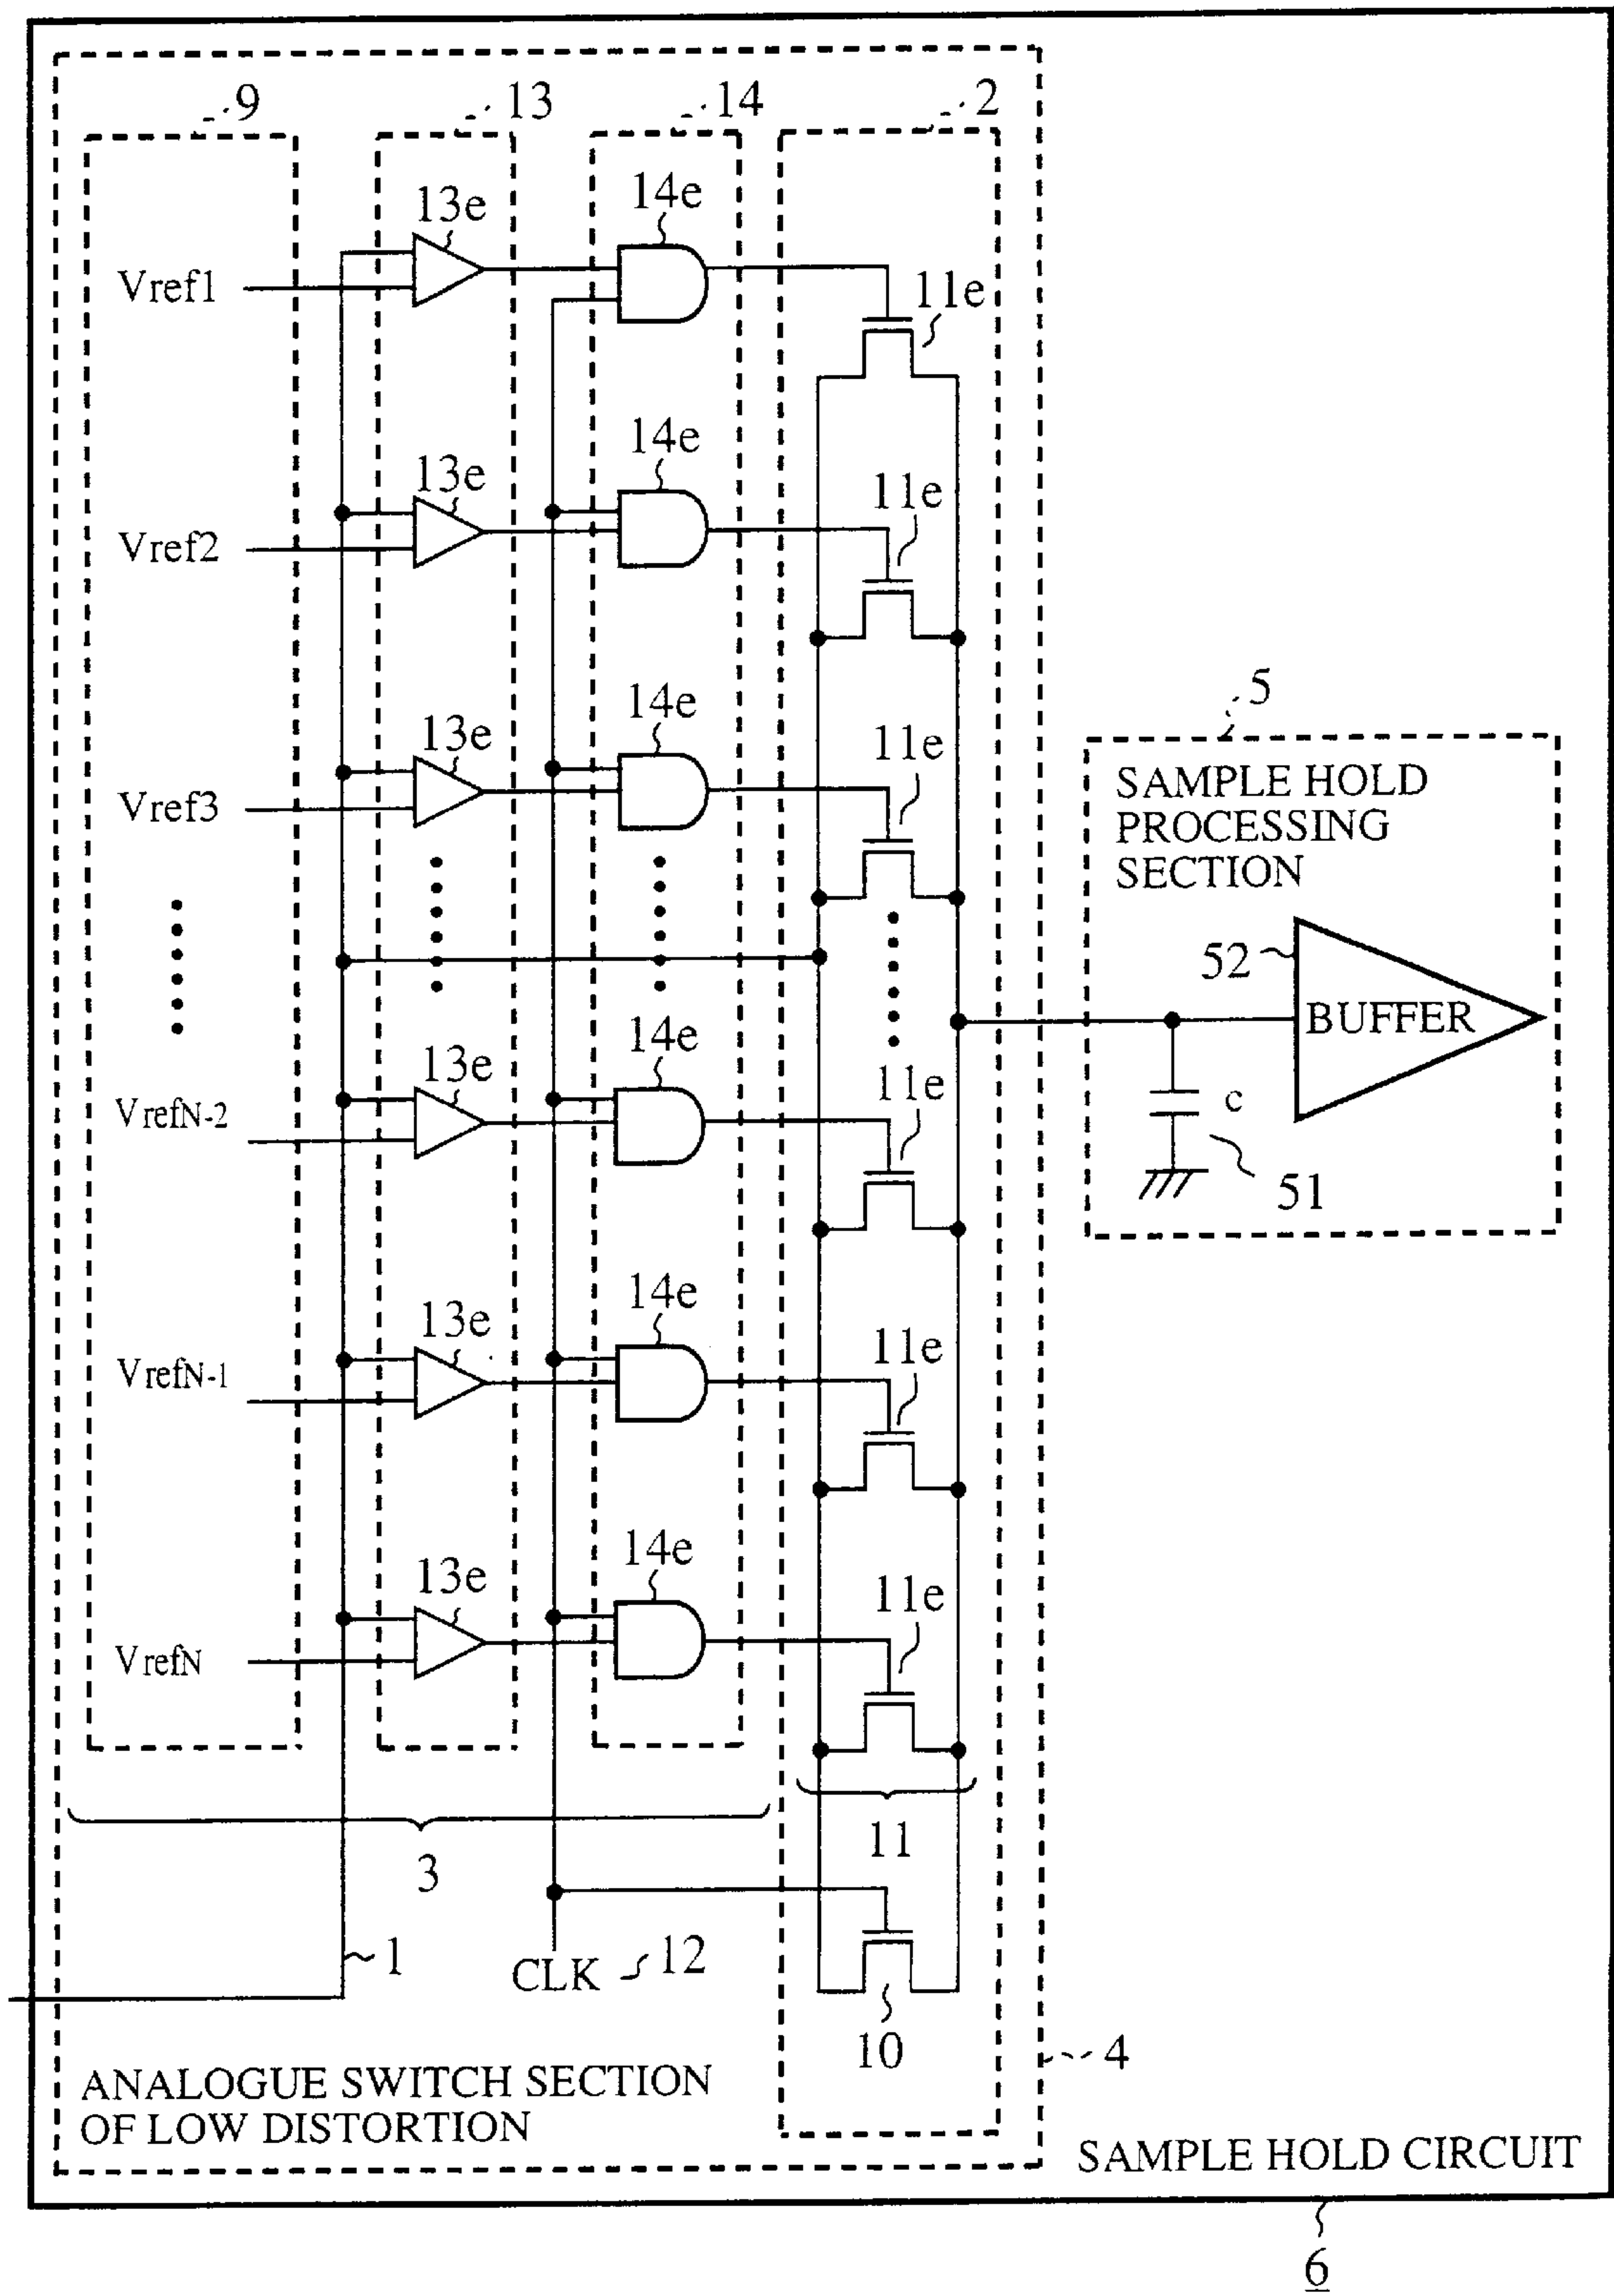 9
13
14
2
13e
14e
Vref1
11e
13e
14e
11e
Vref2
13e
14e
11e
Vref3
5
SAMPLE HOLD
PROCESSING
SECTION
52
BUFFER
c
51
13e
14e
11e
VrefN-2
13e
14e
11e
VrefN-1
13e
14e
11e
VrefN
3
11
1
CLK
12
10
4
ANALOGUE SWITCH SECTION
OF LOW DISTORTION
SAMPLE HOLD CIRCUIT
6